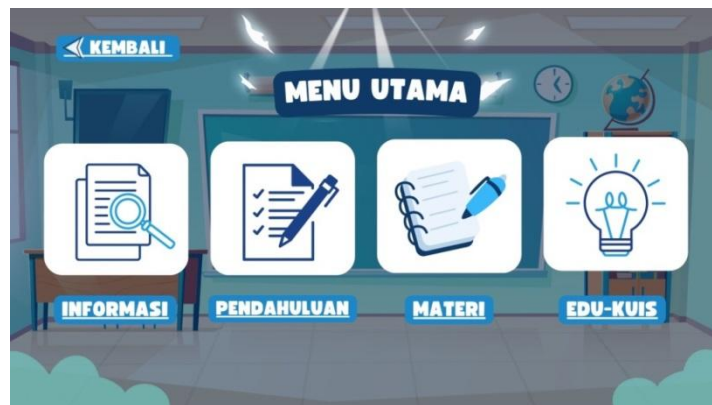 KEMBALI
MENU UTAMA
INFORMASI
PENDAHULUAN
MATERI
EDU-KUIS